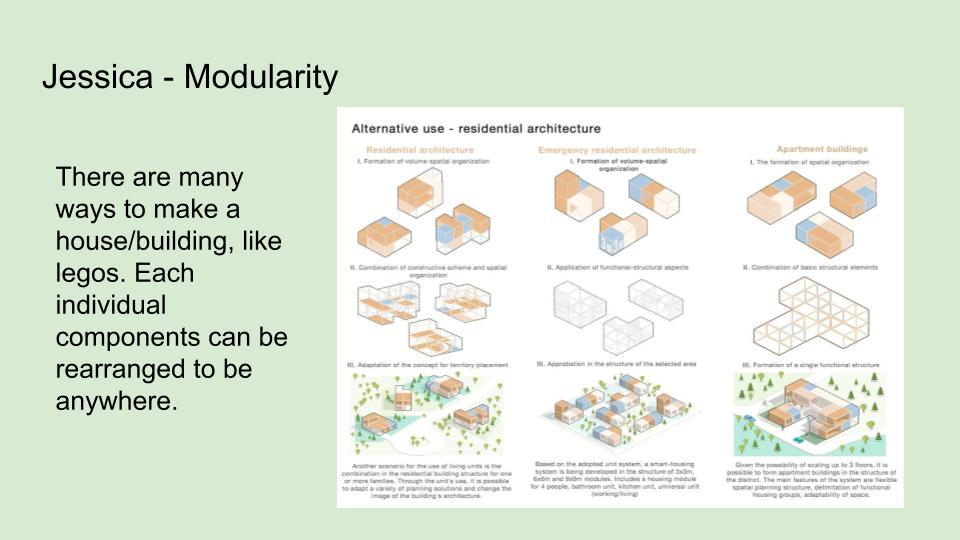 Jessica - Modularity
There are many
ways to make a
house/building, like
legos. Each
individual
components can be
rearranged to be
anywhere.
Alternative use - residential architecture
Residential architecture
I. Formation of volume-spatial organization
II. Combination of constructive scheme and spatial
organization
III. Adaptation of the concept for territory placement
Another scenario for the use of living units is the
combination in the residential building structure for one
or more families. Through the unit's use, it is possible
to adapt a variety of planning solutions and change the
image of the building's architecture.
Emergency residential architecture
I. Formation of volume-spatial
organization
II. Application of functional-structural aspects
III. Approbation in the structure of the selected area
Based on the adopted unit system, a smart-housing
system is being developed in the structure of 3x3m,
6x6m and 9x9m modules. Includes a housing module
for 4 people, bathroom unit, kitchen unit, universal unit
(working/living)
Apartment buildings
I. The formation of spatial organization
II. Combination of basic structural elements
III. Formation of a single functional structure
Given the possibility of scaling up to 3 floors, it is
possible to form apartment buildings in the structure of
the district. The main features of the system are flexible
spatial planning structure, delimitation of functional
housing groups, adaptability of space.